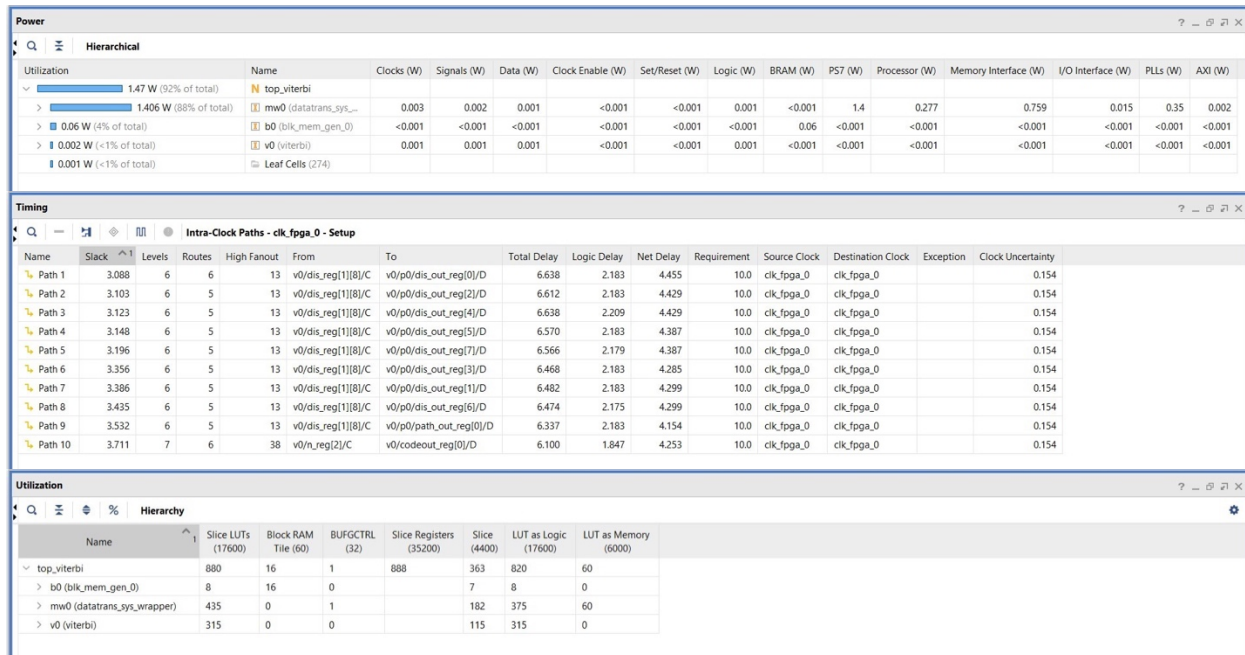 Power
Hierarchical
Utilization Name Clocks (W) Signals (W) Data (W) Clock Enable (W) Set/Reset (W) Logic (W) BRAM (W) PS7 (W) Processor (W) Memory Interface (W) I/O Interface (W) PLLs (W) AXI (W)
1.47 W (92% of total) N top_viterbi
1.406 W (88% of total) mw0 (datatrans_sys_... 0.003 0.002 0.001 <0.001 <0.001 0.001 <0.001 1.4 0.277 0.759 0.015 0.35 0.002
0.06 W (4% of total) b0 (blk_mem_gen_0) <0.001 <0.001 <0.001 <0.001 <0.001 <0.001 0.06 <0.001 <0.001 <0.001 <0.001 <0.001 <0.001
0.002 W (<1% of total) v0 (viterbi) 0.001 0.001 0.001 <0.001 <0.001 0.001 <0.001 <0.001 <0.001 <0.001 <0.001 <0.001 <0.001
0.001 W (<1% of total) Leaf Cells (274)
Timing
Intra-Clock Paths - clk_fpga_0 - Setup
Name Slack 1 Levels Routes High Fanout From To Total Delay Logic Delay Net Delay Requirement Source Clock Destination Clock Exception Clock Uncertainty
Path 1 3.088 6 6 13 v0/dis_reg[1][8]/C v0/p0/dis_out_reg[0]/D 6.638 2.183 4.455 10.0 clk_fpga_0 clk_fpga_0 0.154
Path 2 3.103 6 5 13 v0/dis_reg[1][8]/C v0/p0/dis_out_reg[2]/D 6.612 2.183 4.429 10.0 clk_fpga_0 clk_fpga_0 0.154
Path 3 3.123 6 5 13 v0/dis_reg[1][8]/C v0/p0/dis_out_reg[4]/D 6.638 2.209 4.429 10.0 clk_fpga_0 clk_fpga_0 0.154
Path 4 3.148 6 5 13 v0/dis_reg[1][8]/C v0/p0/dis_out_reg[5]/D 6.570 2.183 4.387 10.0 clk_fpga_0 clk_fpga_0 0.154
Path 5 3.196 6 5 13 v0/dis_reg[1][8]/C v0/p0/dis_out_reg[7]/D 6.566 2.179 4.387 10.0 clk_fpga_0 clk_fpga_0 0.154
Path 6 3.356 6 5 13 v0/dis_reg[1][8]/C v0/p0/dis_out_reg[3]/D 6.468 2.183 4.285 10.0 clk_fpga_0 clk_fpga_0 0.154
Path 7 3.386 6 5 13 v0/dis_reg[1][8]/C v0/p0/dis_out_reg[1]/D 6.482 2.183 4.299 10.0 clk_fpga_0 clk_fpga_0 0.154
Path 8 3.435 6 5 13 v0/dis_reg[1][8]/C v0/p0/dis_out_reg[6]/D 6.474 2.175 4.299 10.0 clk_fpga_0 clk_fpga_0 0.154
Path 9 3.532 6 5 13 v0/dis_reg[1][8]/C v0/p0/path_out_reg[0]/D 6.337 2.183 4.154 10.0 clk_fpga_0 clk_fpga_0 0.154
Path 10 3.711 7 6 38 v0/n_reg[2]/C v0/codeout_reg[0]/D 6.100 1.847 4.253 10.0 clk_fpga_0 clk_fpga_0 0.154
Utilization
% Hierarchy
Name 1 Slice LUTs (17600) Block RAM Tile (60) BUFGCTRL (32) Slice Registers (35200) Slice (4400) LUT as Logic (17600) LUT as Memory (6000)
top_viterbi 880 16 1 888 363 820 60
b0 (blk_mem_gen_0) 8 16 0 7 8 0
mw0 (datatrans_sys_wrapper) 435 0 1 182 375 60
v0 (viterbi) 315 0 0 115 315 0